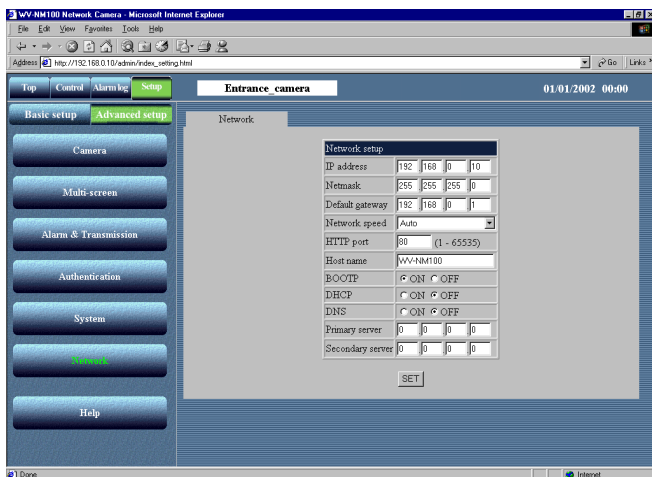 WV-NM100 Network Camera - Microsoft Internet Explorer
File Edit View Favorites Tools Help
Address http://192.168.0.10/admin/index_setting.html Go Links
Top Control Alarm log Setup Entrance_camera 01/01/2002 00:00
Basic setup Advanced setup
Network
Camera
Multi-screen
Alarm & Transmission
Authentication
System
Network
Help
Network setup
IP address 192 168 0 10
Netmask 255 255 255 0
Default gateway 192 168 0 1
Network speed Auto
HTTP port 80 (1 - 65535)
Host name WV-NM100
BOOTP ON OFF
DHCP ON OFF
DNS ON OFF
Primary server 0 0 0 0
Secondary server 0 0 0 0
SET
Done Internet